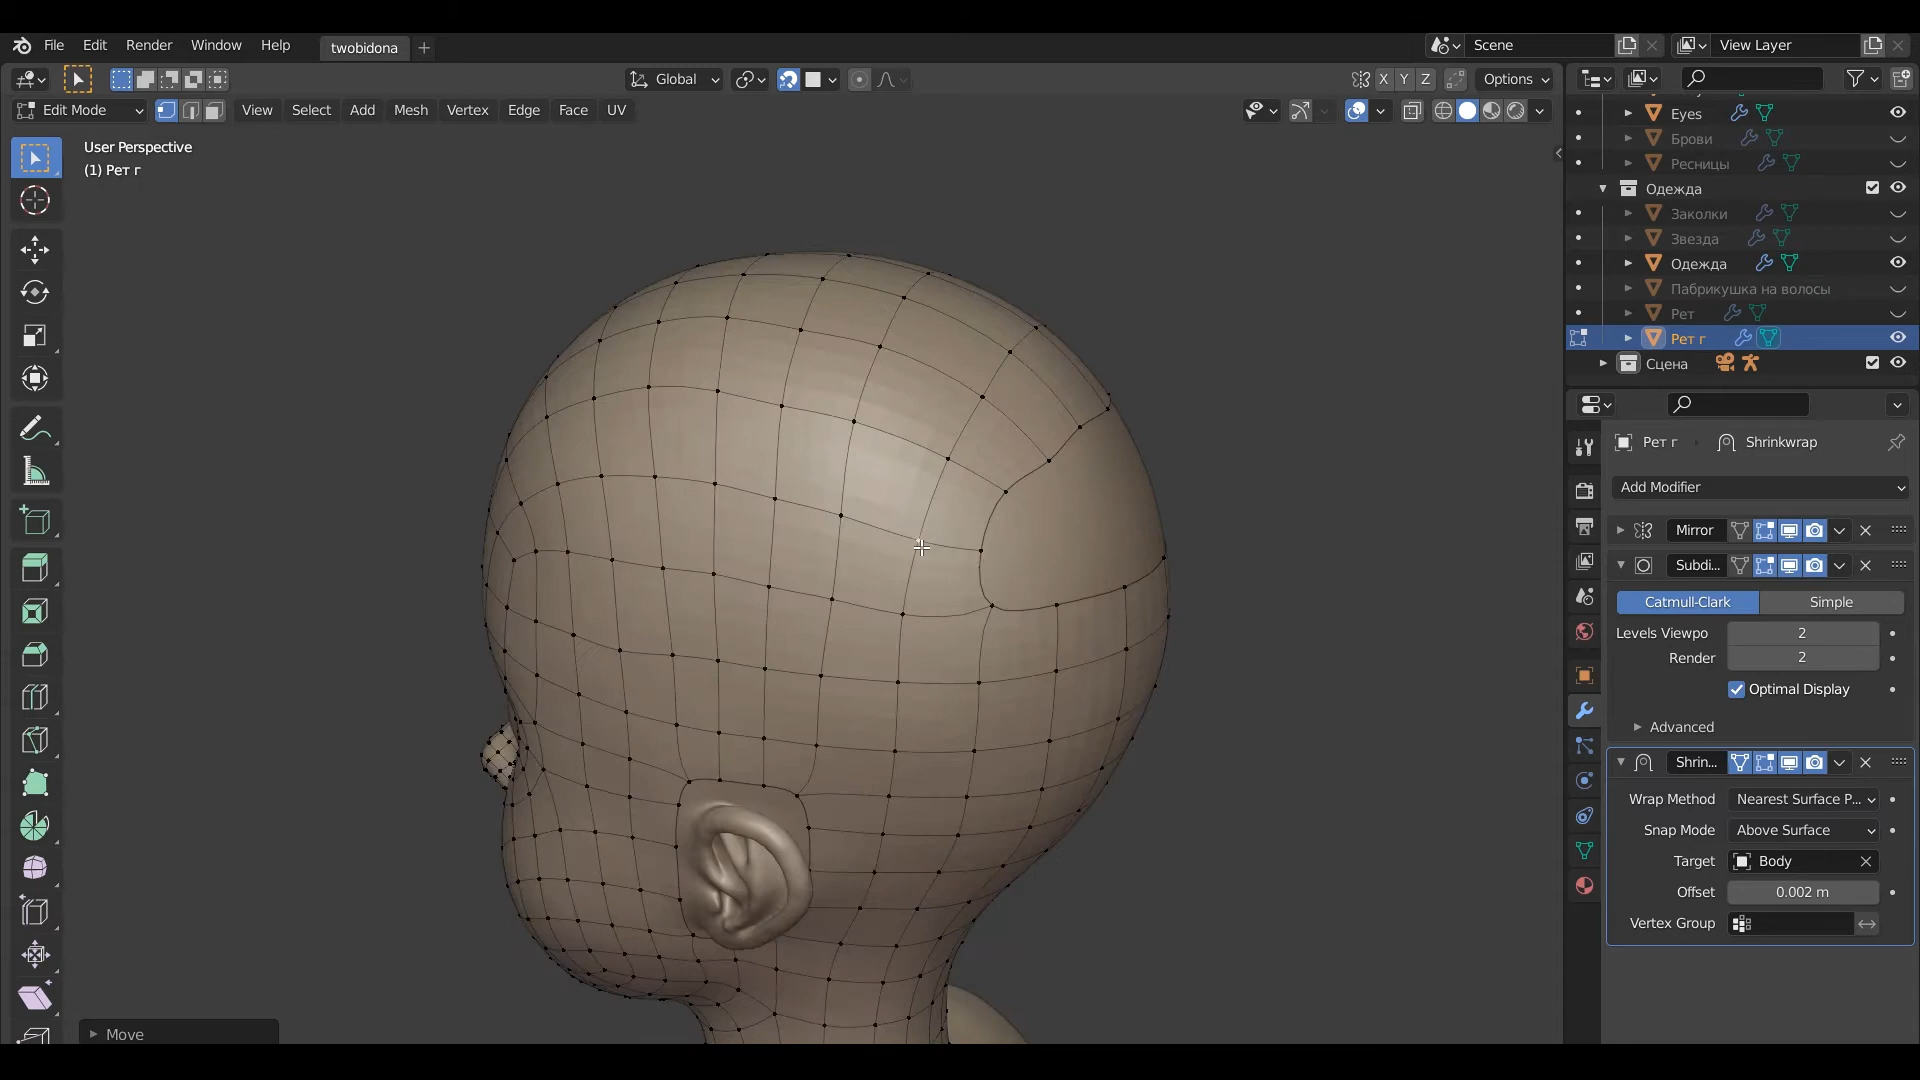 File Edit Render Window Help twobidona + Scene View Layer
Global X Y Z Options
Edit Mode View Select Add Mesh Vertex Edge Face UV
User Perspective
(1) Рет г
Eyes
Брови
Ресницы
Одежда
Заколки
Звезда
Одежда
Пабрикушка на волосы
Рет
Рет г
Сцена
Рет г Shrinkwrap
Add Modifier
Mirror
Subdi...
Catmull-Clark Simple
Levels Viewpo 2
Render 2
Optimal Display
Advanced
Shrin...
Wrap Method Nearest Surface P...
Snap Mode Above Surface
Target Body
Offset 0.002 m
Vertex Group
Move